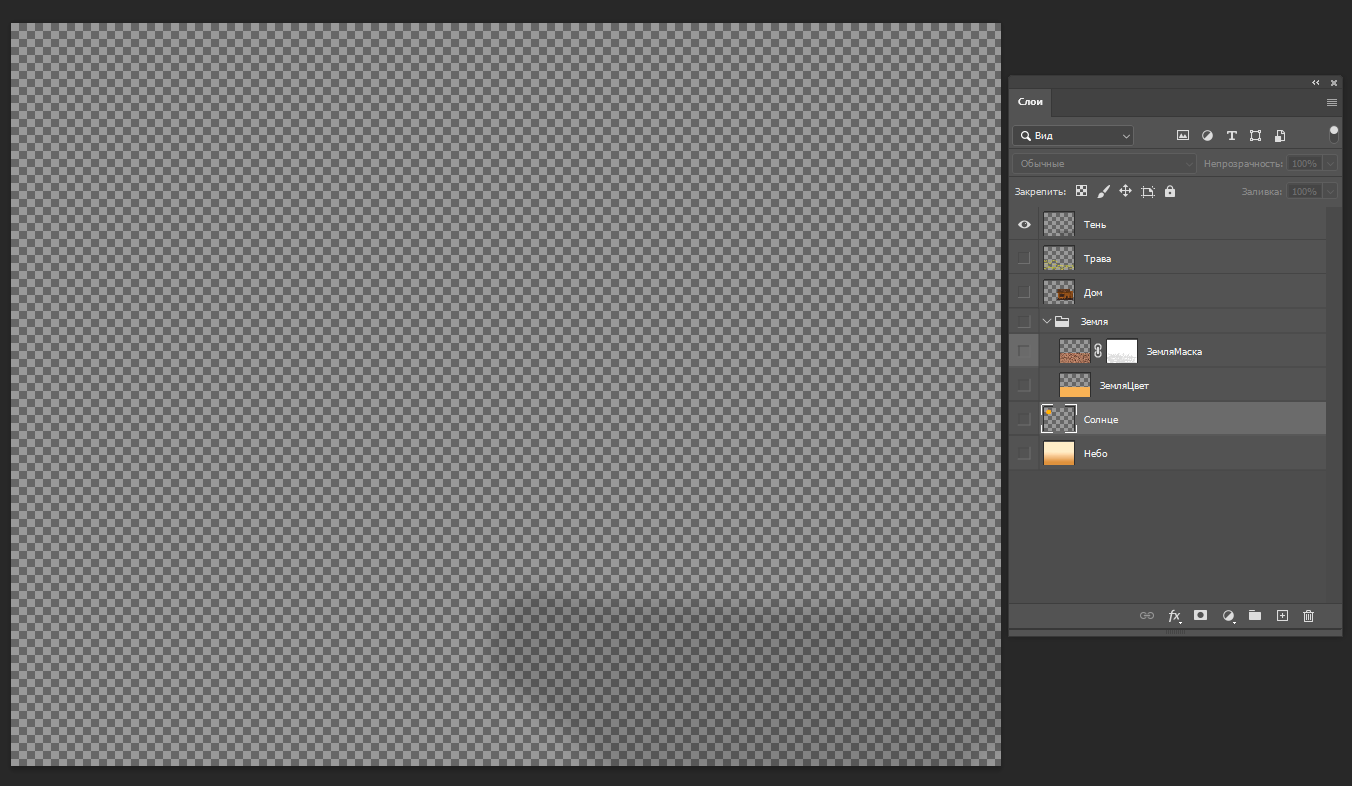 Слои
Вид
T
Обычные Непрозрачность: 100%
Закрепить: Заливка: 100%
Тень
Трава
Дом
Земля
ЗемляМаска
ЗемляЦвет
Солнце
Небо
fx